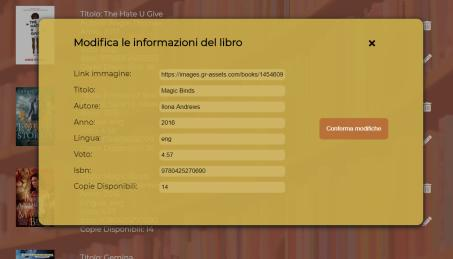 Titolo: The Hate U Give
Modifica le informazioni del libro
Link immagine: https://images.gr-assets.com/books/1454609
Titolo: Magic Binds
Autore: Ilona Andrews
Anno: 2016
Lingua: eng
Voto: 4.57
Isbn: 9780425270690
Copie Disponibili: 14
Conferma modifiche
Copie Disponibili: 14
Titolo: Gemina